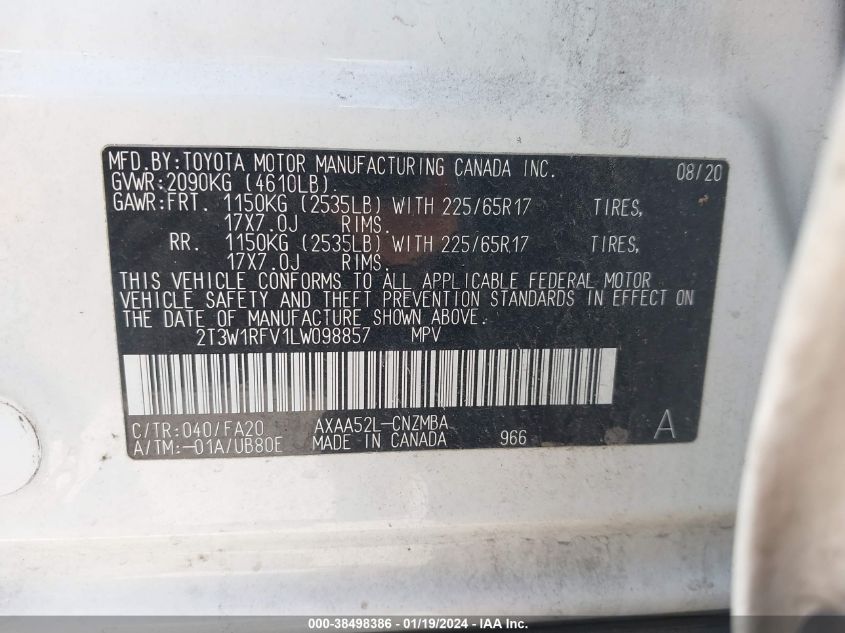 MFD.BY:TOYOTA MOTOR MANUFACTURING CANADA INC. 08/20
GVWR:2090KG (4610LB).
GAWR:FRT. 1150KG (2535LB) WITH 225/65R17 TIRES,
17X7.0J RIMS.
RR. 1150KG (2535LB) WITH 225/65R17 TIRES,
17X7.0J RIMS.
THIS VEHICLE CONFORMS TO ALL APPLICABLE FEDERAL MOTOR
VEHICLE SAFETY AND THEFT PREVENTION STANDARDS IN EFFECT ON
THE DATE OF MANUFACTURE SHOWN ABOVE.
2T3W1RFV1LW098857 MPV
C/TR:040/FA20 AXAA52L-CNZMBA A
A/TM:-01A/UB80E MADE IN CANADA 966
000-38498386 - 01/19/2024 - IAA, Inc.